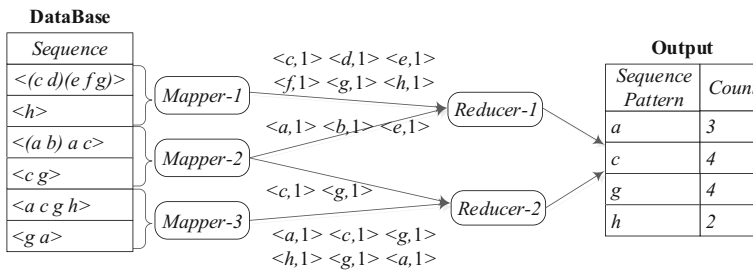 DataBase
Sequence
<(c d)(e f g)>
<h>
<(a b) a c>
<c g>
<a c g h>
<g a>
Mapper-1
Mapper-2
Mapper-3
<c,1> <d,1> <e,1>
<f,1> <g,1> <h,1>
<a,1> <b,1> <e,1>
<c,1> <g,1>
<a,1> <c,1> <g,1>
<h,1> <g,1> <a,1>
Reducer-1
Reducer-2
Output
Sequence Coun
Pattern
a 3
c 4
g 4
h 2